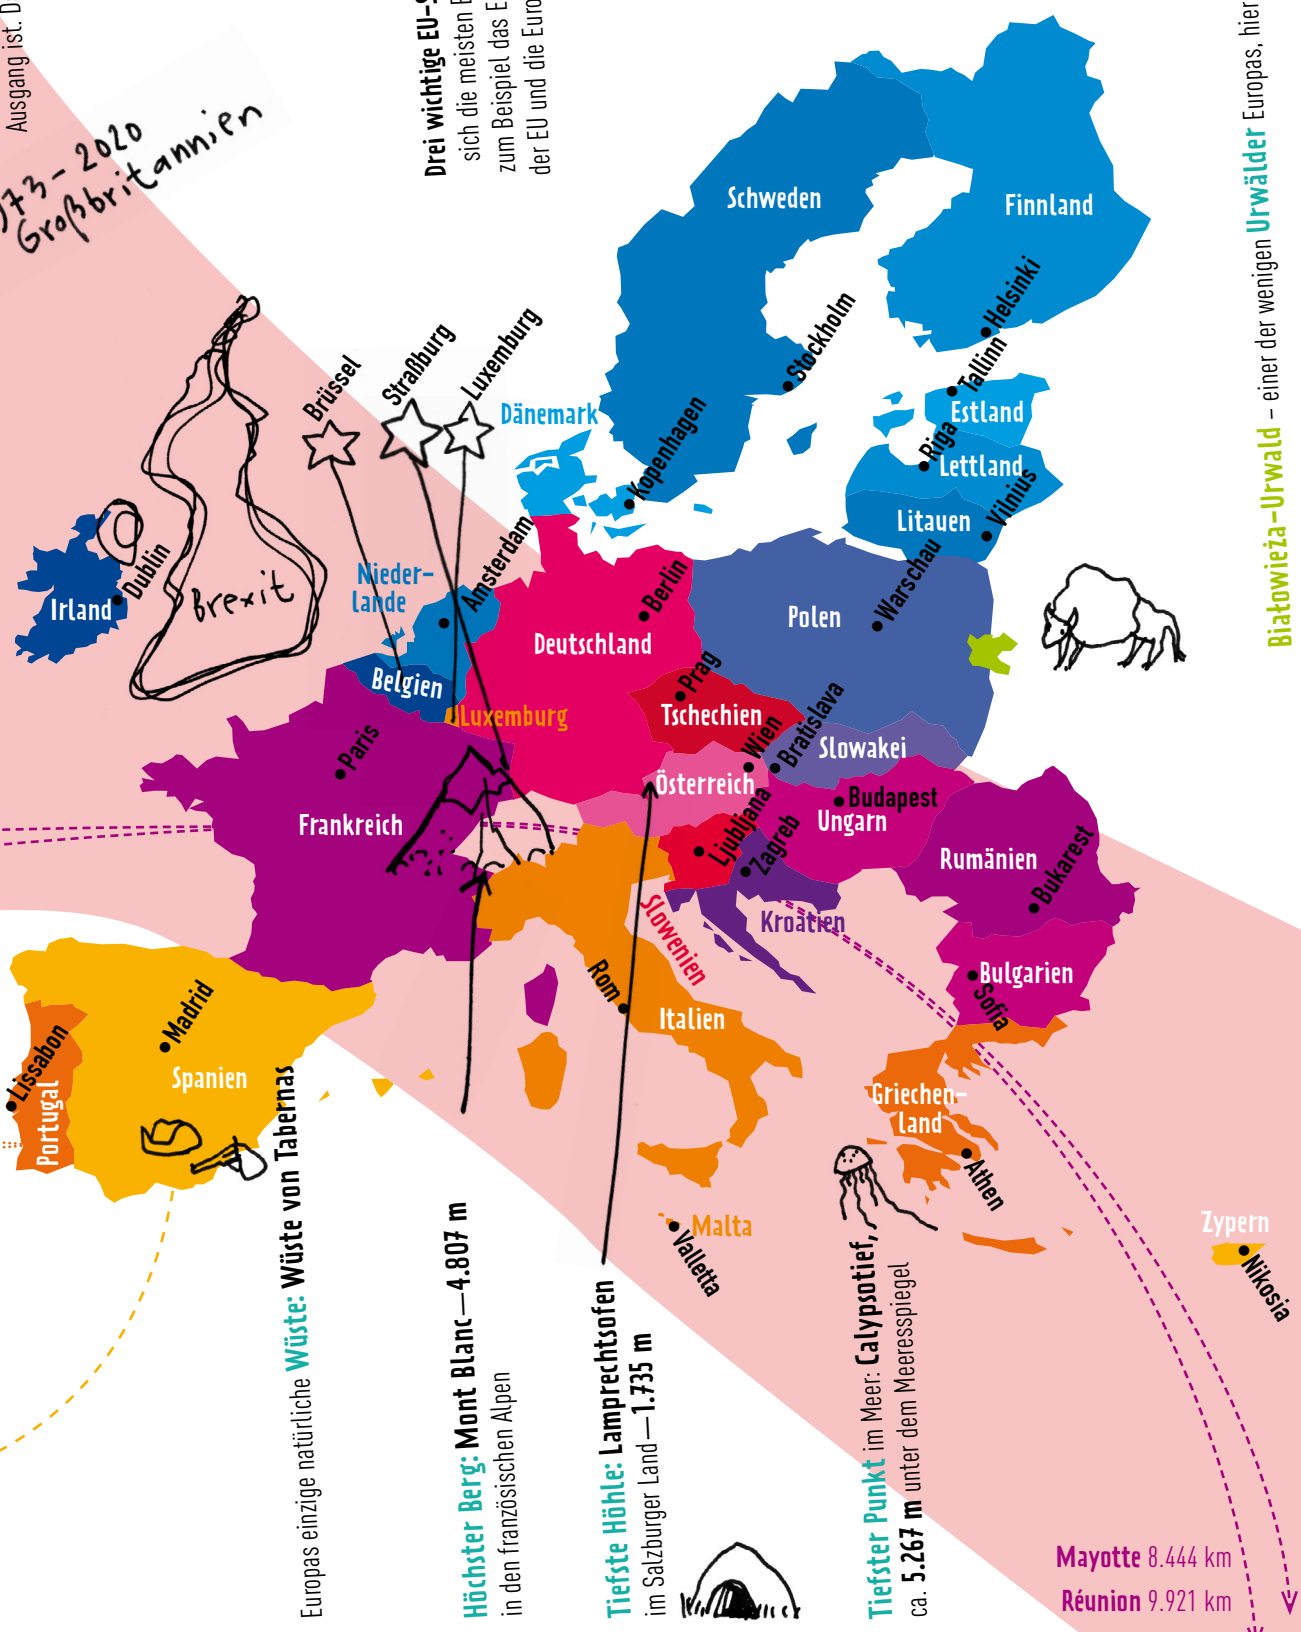 Ausgang ist. D
73–2020
Großbritannien
Drei wichtige EU-S
sich die meisten E
zum Beispiel das E
der EU und die Euro
Białowieża-Urwald – einer der wenigen Urwälder Europas, hier
Schweden
Finnland
Helsinki
Stockholm
Tallinn
Estland
Riga
Lettland
Vilnius
Litauen
Brüssel
Straßburg
Luxemburg
Dänemark
Kopenhagen
Dublin
Irland
Brexit
Nieder-
lande
Amsterdam
Berlin
Deutschland
Polen
Warschau
Belgien
Luxemburg
Prag
Tschechien
Wien
Bratislava
Slowakei
Österreich
Paris
Frankreich
Budapest
Ungarn
Ljubljana
Zagreb
Rumänien
Bukarest
Slowenien
Kroatien
Bulgarien
Sofia
Rom
Italien
Madrid
Spanien
Lissabon
Portugal
Griechen-
land
Athen
Malta
Valletta
Zypern
Nikosia
Europas einzige natürliche Wüste: Wüste von Tabernas
Höchster Berg: Mont Blanc—4.807 m
in den französischen Alpen
Tiefste Höhle: Lamprechtsofen
im Salzburger Land—1.735 m
Tiefster Punkt im Meer: Calypsotief,
ca. 5.267 m unter dem Meeresspiegel
Mayotte 8.444 km
Réunion 9.921 km